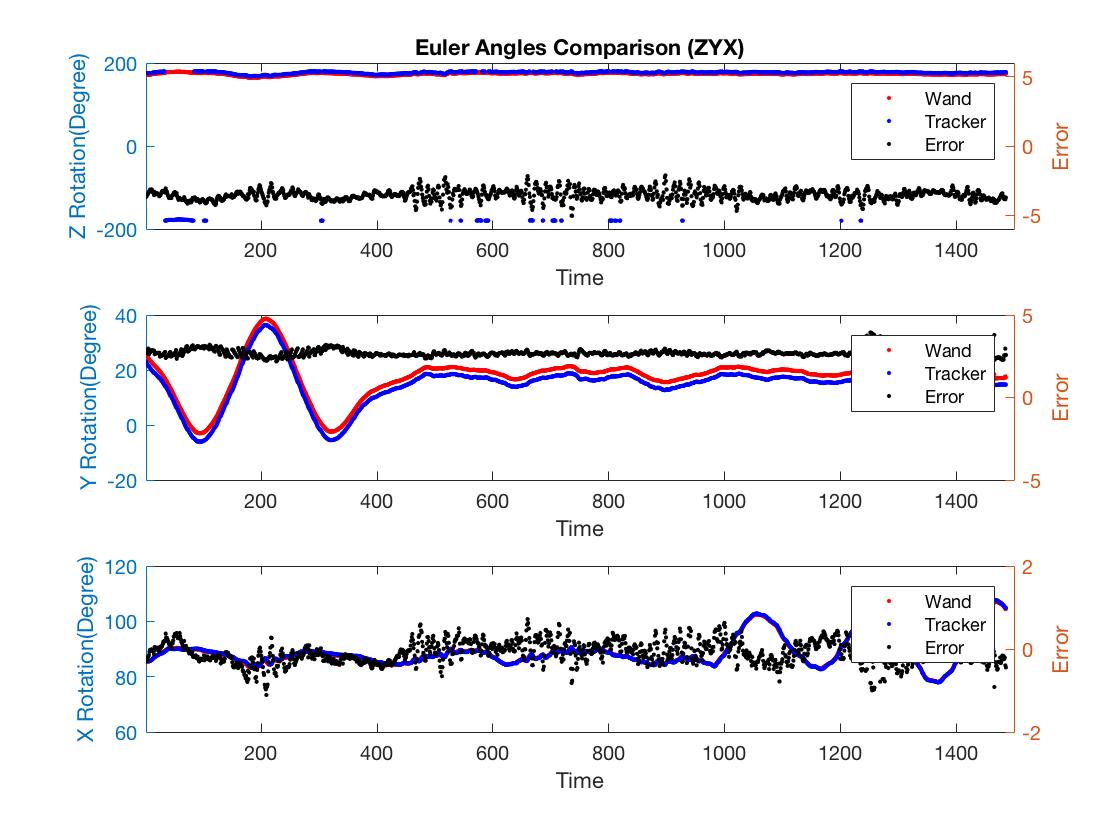 Euler Angles Comparison (ZYX)
Z Rotation(Degree)
200
0
-200
5
0
-5
Error
Wand
Tracker
Error
200 400 600 800 1000 1200 1400
Time
Y Rotation(Degree)
40
20
0
-20
5
0
-5
Error
Wand
Tracker
Error
200 400 600 800 1000 1200 1400
Time
X Rotation(Degree)
120
100
80
60
2
0
-2
Error
Wand
Tracker
Error
200 400 600 800 1000 1200 1400
Time